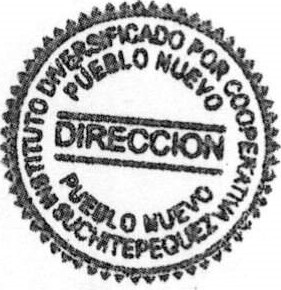 INSTITUTO DIVERSIFICADO POR COOPERATIVA
PUEBLO NUEVO
DIRECCION
PUEBLO NUEVO
SUCHITEPEQUEZ